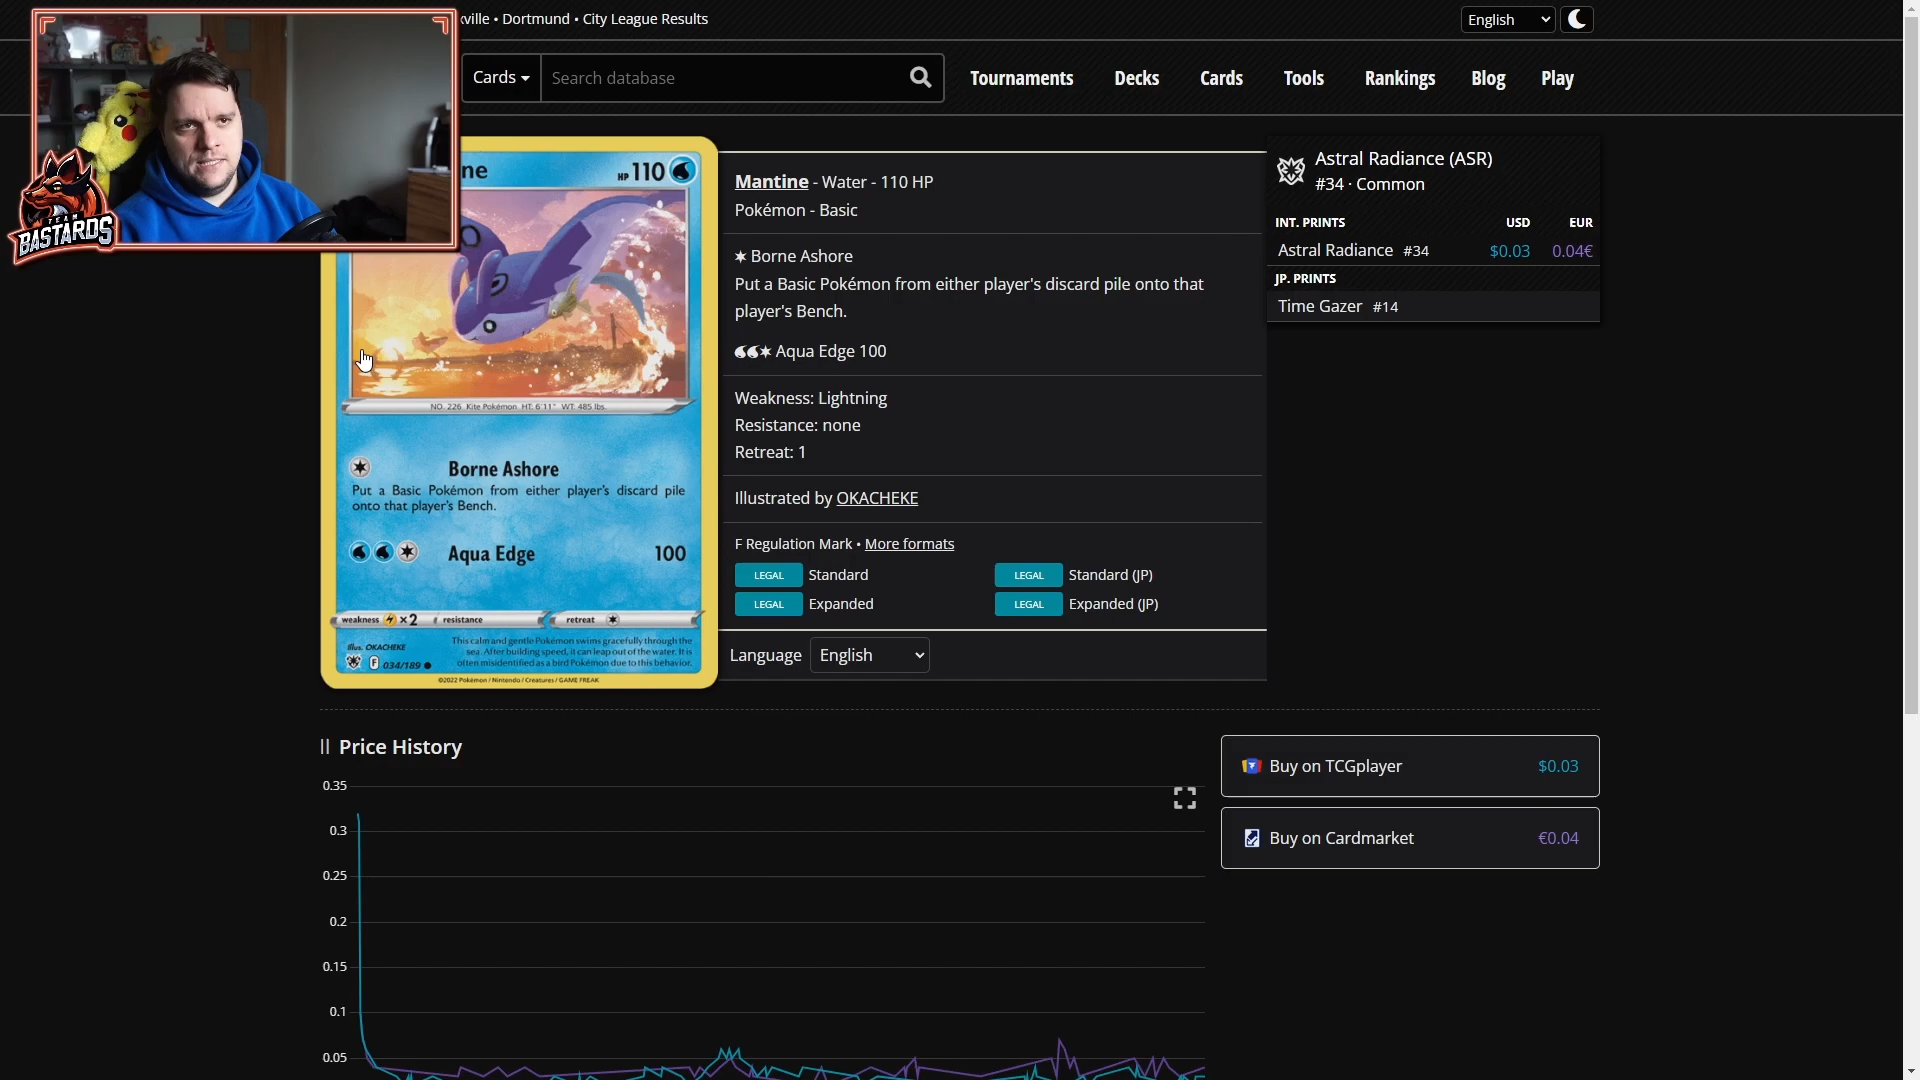 kville • Dortmund • City League Results
English
Cards
Search database
Tournaments
Decks
Cards
Tools
Rankings
Blog
Play
TEAM
BASTARDS
ne
HP 110
NO. 226 Kite Pokémon HT: 6'11" WT: 485 lbs.
Borne Ashore
Put a Basic Pokémon from either player's discard pile
onto that player's Bench.
Aqua Edge 100
weakness ×2 resistance retreat
Illus. OKACHEKE
F 034/189
This calm and gentle Pokémon swims gracefully through the
sea. After building speed, it can leap out of the water. It is
often misidentified as a bird Pokémon due to this behavior.
©2022 Pokémon / Nintendo / Creatures / GAME FREAK
Mantine - Water - 110 HP
Pokémon - Basic
Borne Ashore
Put a Basic Pokémon from either player's discard pile onto that
player's Bench.
Aqua Edge 100
Weakness: Lightning
Resistance: none
Retreat: 1
Illustrated by OKACHEKE
F Regulation Mark • More formats
LEGAL Standard
LEGAL Standard (JP)
LEGAL Expanded
LEGAL Expanded (JP)
Language English
Astral Radiance (ASR)
#34 · Common
INT. PRINTS USD EUR
Astral Radiance #34 $0.03 0.04€
JP. PRINTS
Time Gazer #14
Price History
0.35
0.3
0.25
0.2
0.15
0.1
0.05
Buy on TCGplayer $0.03
Buy on Cardmarket €0.04